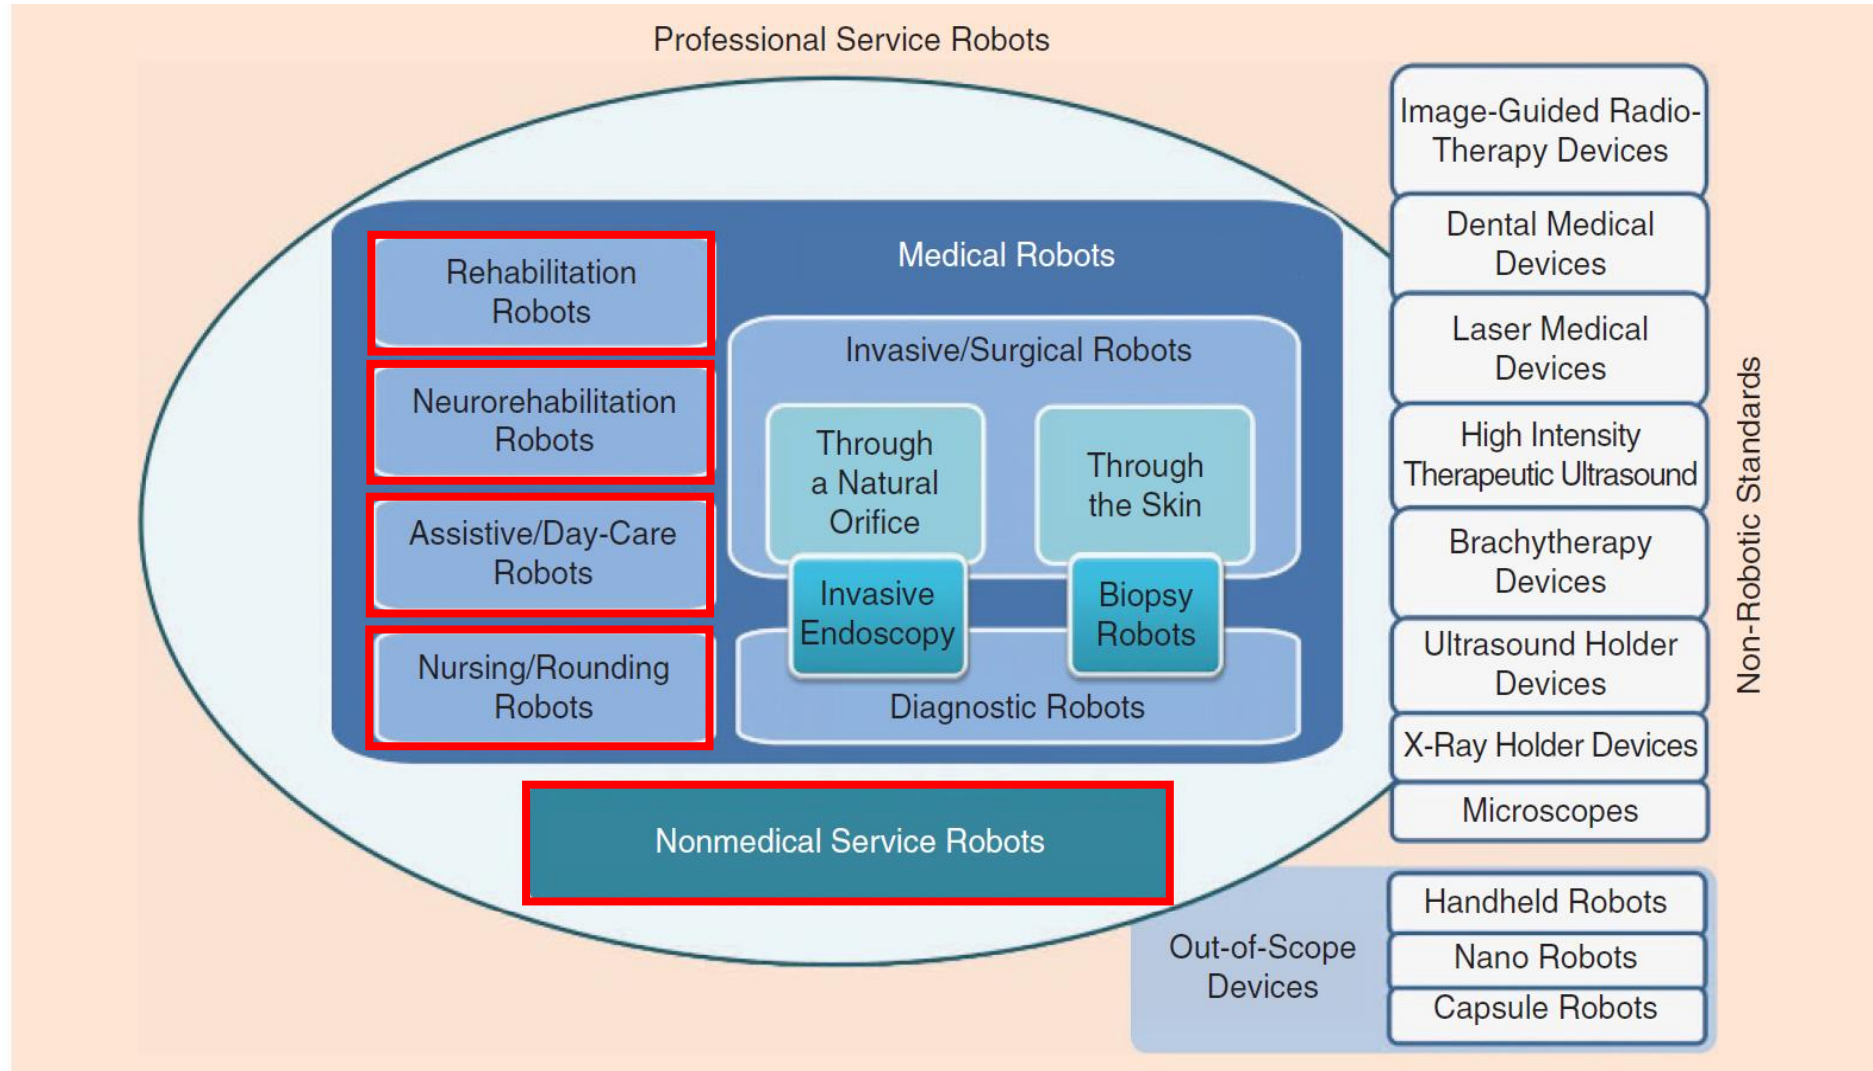 Professional Service Robots
Medical Robots
Rehabilitation
Robots
Neurorehabilitation
Robots
Assistive/Day-Care
Robots
Nursing/Rounding
Robots
Invasive/Surgical Robots
Through
a Natural
Orifice
Through
the Skin
Invasive
Endoscopy
Biopsy
Robots
Diagnostic Robots
Nonmedical Service Robots
Image-Guided Radio-
Therapy Devices
Dental Medical
Devices
Laser Medical
Devices
High Intensity
Therapeutic Ultrasound
Brachytherapy
Devices
Ultrasound Holder
Devices
X-Ray Holder Devices
Microscopes
Non-Robotic Standards
Out-of-Scope
Devices
Handheld Robots
Nano Robots
Capsule Robots